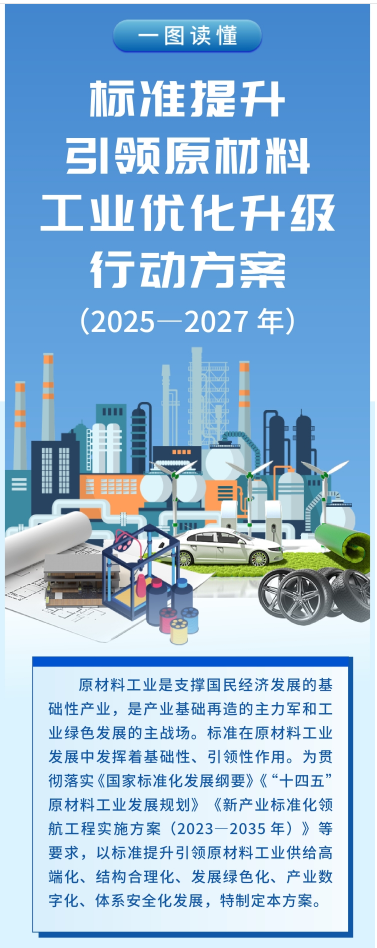 一图读懂
标准提升
引领原材料
工业优化升级
行动方案
（2025—2027 年）
原材料工业是支撑国民经济发展的基
础性产业，是产业基础再造的主力军和工
业绿色发展的主战场。标准在原材料工业
发展中发挥着基础性、引领性作用。为贯
彻落实《国家标准化发展纲要》《“十四五”
原材料工业发展规划》《新产业标准化领
航工程实施方案（2023—2035 年）》等
要求，以标准提升引领原材料工业供给高
端化、结构合理化、发展绿色化、产业数
字化、体系安全化发展，特制定本方案。